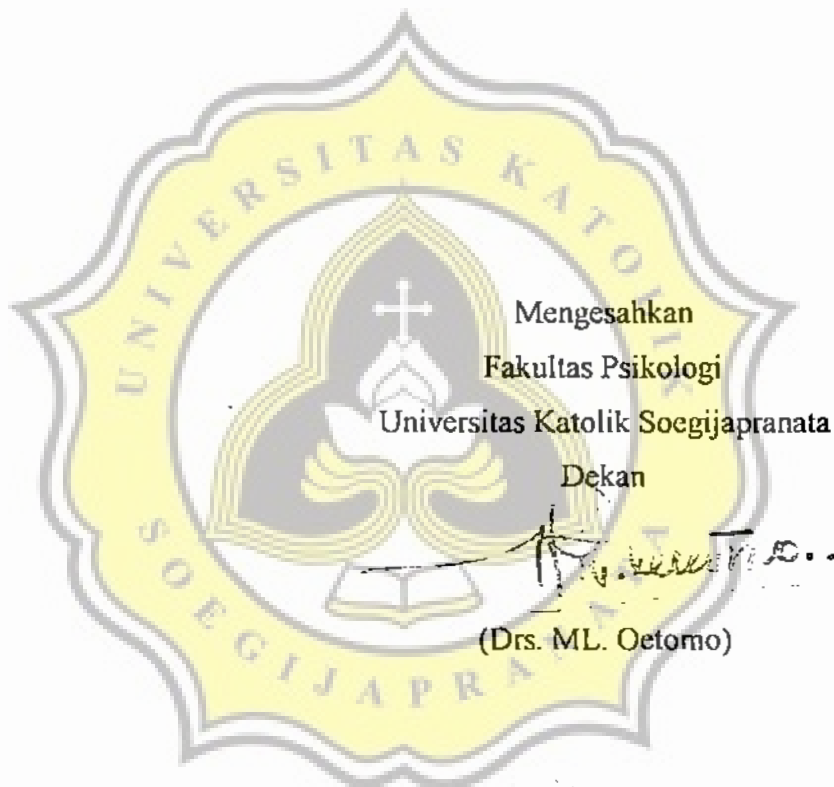 UNIVERSITAS KATOLIK
SOEGIJAPRANATA
Mengesahkan
Fakultas Psikologi
Universitas Katolik Soegijapranata
Dekan
(Drs. ML. Oetomo)